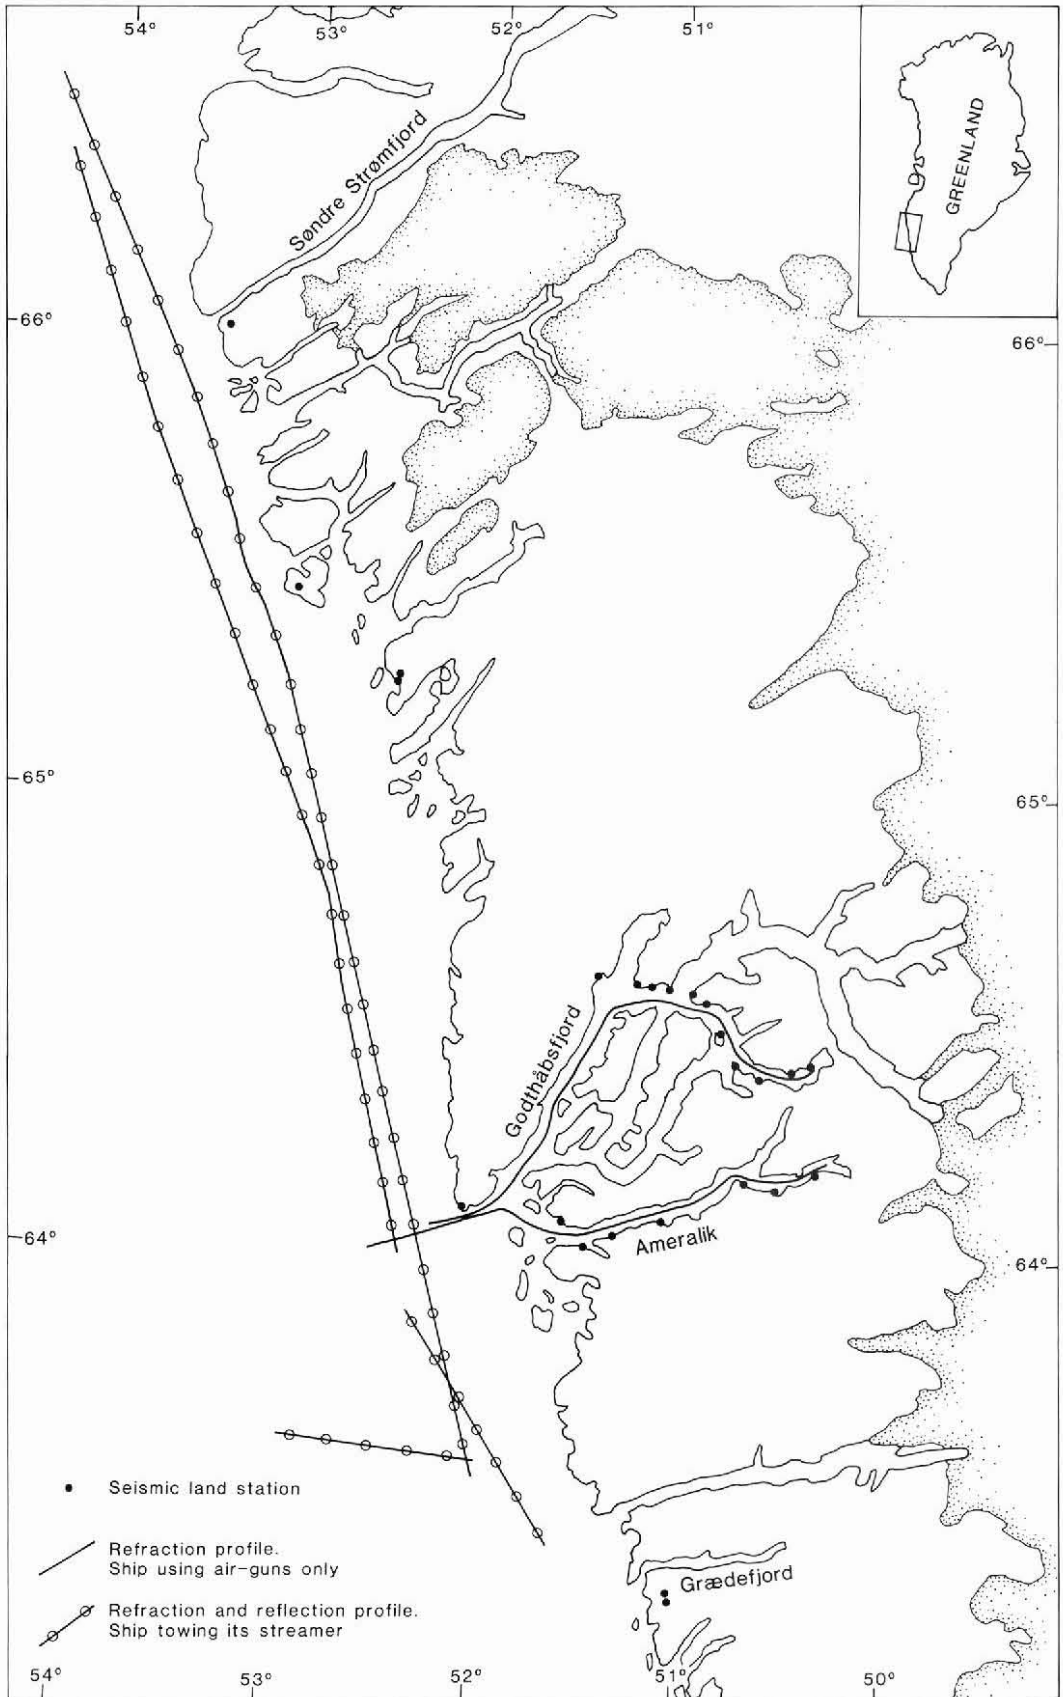 54°
53°
52°
51°
GREENLAND
Søndre Strømfjord
66°
66°
65°
65°
Godthåbsfjord
64°
Ameralik
64°
Seismic land station
Refraction profile.
Ship using air-guns only
Grædefjord
Refraction and reflection profile.
Ship towing its streamer
54°
53°
52°
51°
50°